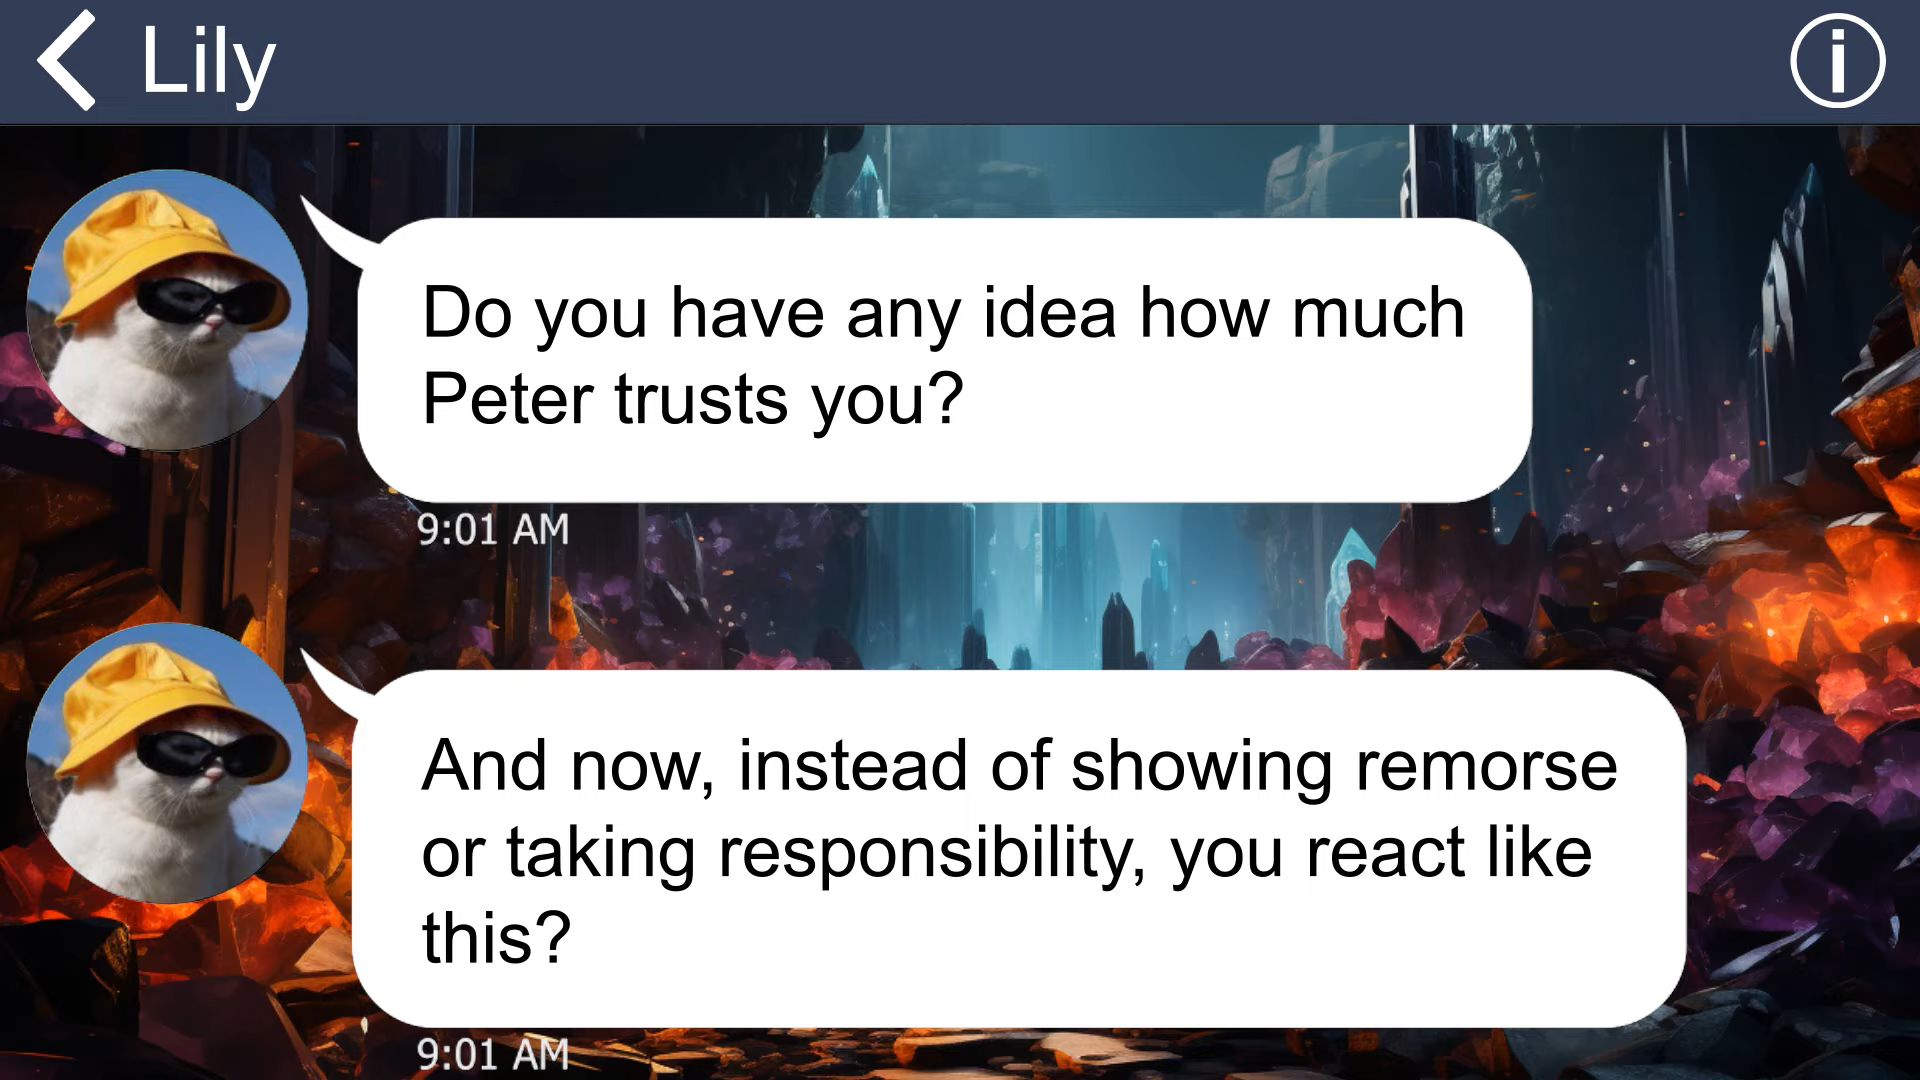 Lily
Do you have any idea how much
Peter trusts you?
9:01 AM
And now, instead of showing remorse
or taking responsibility, you react like
this?
9:01 AM